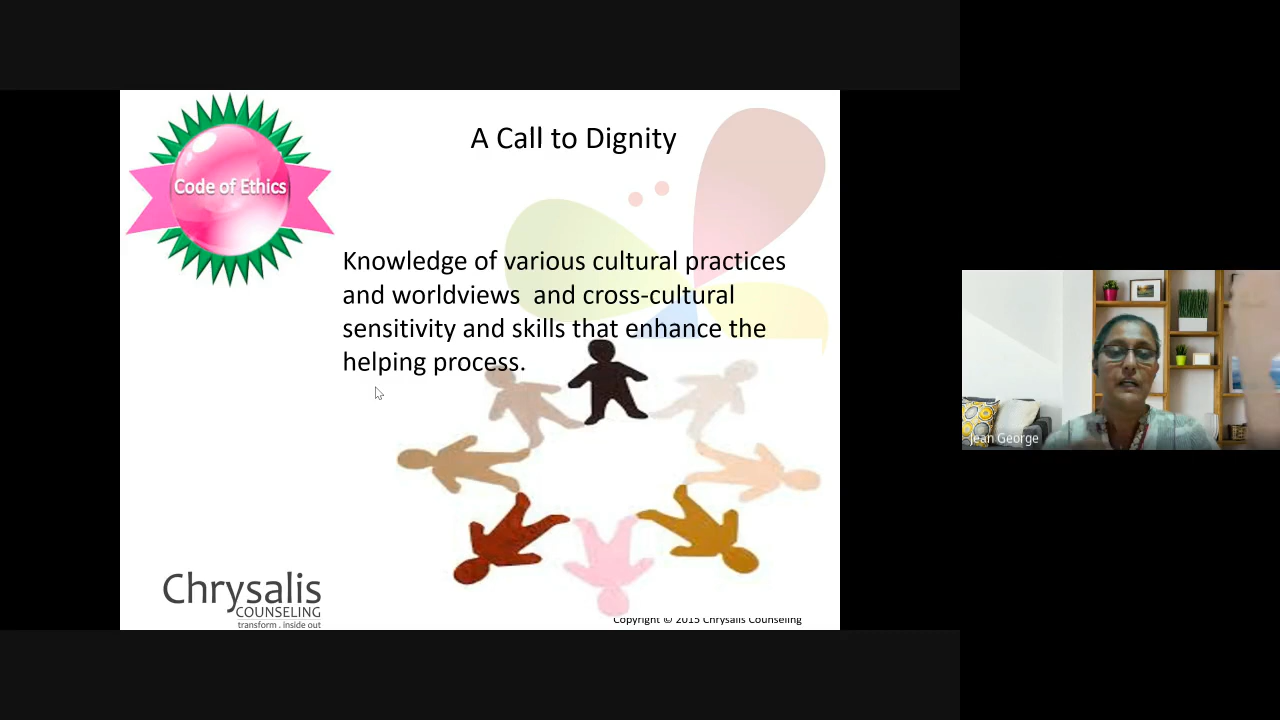 Code of Ethics
A Call to Dignity
Knowledge of various cultural practices
and worldviews  and cross-cultural
sensitivity and skills that enhance the
helping process.
Chrysalis
COUNSELING
transform . inside out
Copyright © 2015 Chrysalis Counseling
Jean George